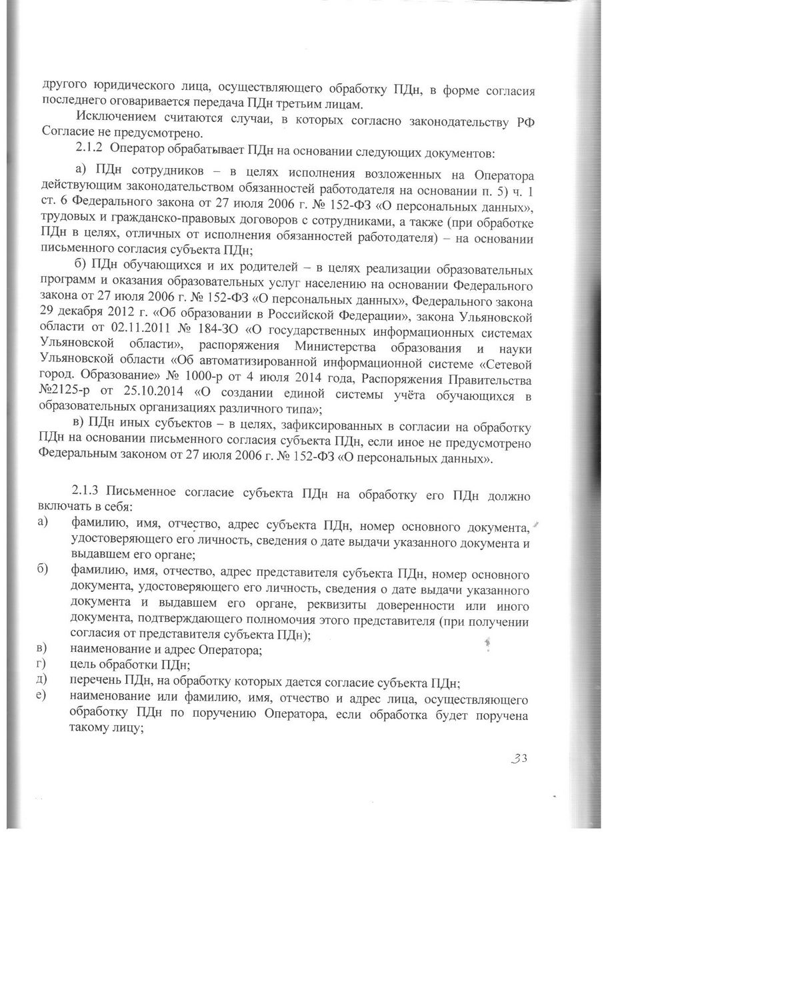 другого юридического лица, осуществляющего обработку ПДн, в форме согласия
последнего оговаривается передача ПДн третьим лицам.
Исключением считаются случаи, в которых согласно законодательству РФ
Согласие не предусмотрено.
2.1.2 Оператор обрабатывает ПДн на основании следующих документов:
а) ПДн сотрудников – в целях исполнения возложенных на Оператора
действующим законодательством обязанностей работодателя на основании п. 5) ч. 1
ст. 6 Федерального закона от 27 июля 2006 г. № 152-ФЗ «О персональных данных»,
трудовых и гражданско-правовых договоров с сотрудниками, а также (при обработке
ПДн в целях, отличных от исполнения обязанностей работодателя) – на основании
письменного согласия субъекта ПДн;
б) ПДн обучающихся и их родителей – в целях реализации образовательных
программ и оказания образовательных услуг населению на основании Федерального
закона от 27 июля 2006 г. № 152-ФЗ «О персональных данных», Федерального закона
29 декабря 2012 г. «Об образовании в Российской Федерации», закона Ульяновской
области от 02.11.2011 № 184-ЗО «О государственных информационных системах
Ульяновской области», распоряжения Министерства образования и науки
Ульяновской области «Об автоматизированной информационной системе «Сетевой
город. Образование» № 1000-р от 4 июля 2014 года, Распоряжения Правительства
№2125-р от 25.10.2014 «О создании единой системы учёта обучающихся в
образовательных организациях различного типа»;
в) ПДн иных субъектов – в целях, зафиксированных в согласии на обработку
ПДн на основании письменного согласия субъекта ПДн, если иное не предусмотрено
Федеральным законом от 27 июля 2006 г. № 152-ФЗ «О персональных данных».
2.1.3 Письменное согласие субъекта ПДн на обработку его ПДн должно
включать в себя:
а) фамилию, имя, отчество, адрес субъекта ПДн, номер основного документа,
удостоверяющего его личность, сведения о дате выдачи указанного документа и
выдавшем его органе;
б) фамилию, имя, отчество, адрес представителя субъекта ПДн, номер основного
документа, удостоверяющего его личность, сведения о дате выдачи указанного
документа и выдавшем его органе, реквизиты доверенности или иного
документа, подтверждающего полномочия этого представителя (при получении
согласия от представителя субъекта ПДн);
в) наименование и адрес Оператора;
г) цель обработки ПДн;
д) перечень ПДн, на обработку которых дается согласие субъекта ПДн;
е) наименование или фамилию, имя, отчество и адрес лица, осуществляющего
обработку ПДн по поручению Оператора, если обработка будет поручена
такому лицу;
33